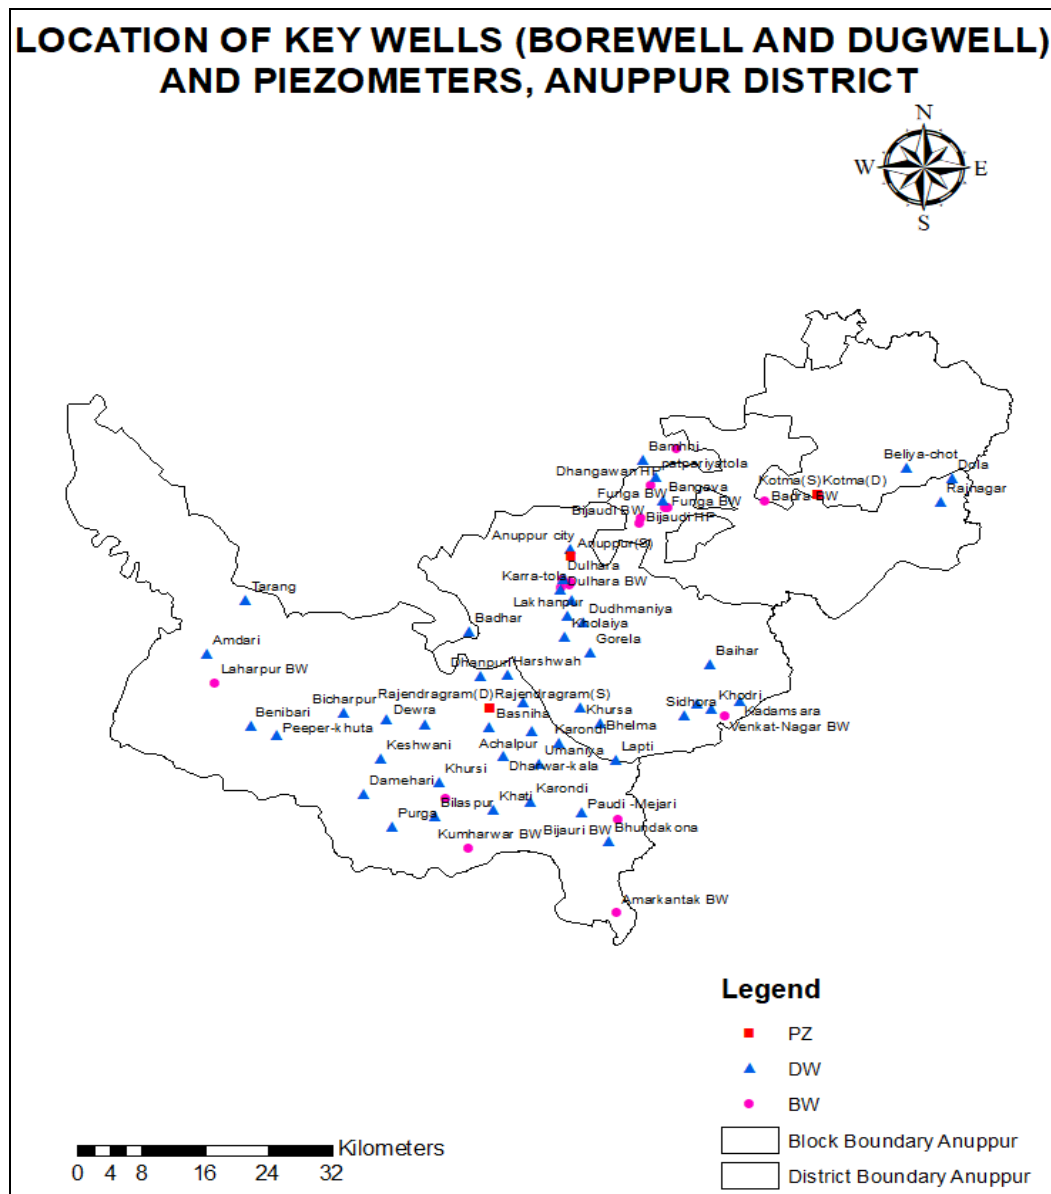 LOCATION OF KEY WELLS (BOREWELL AND DUGWELL)
AND PIEZOMETERS, ANUPPUR DISTRICT
N
W E
S
Bamhni
patpariyatola
Dhangawan HP
Bangava
Funga BW
Funga BW
Bijaudi BW
Bijaudi HP
Beliya-chot
Dola
Kotma(S)Kotma(D)
Rajnagar
Badra BW
Anuppur city
Anuppur(S)
Dulhara
Karra-tola
Dulhara BW
Tarang
Lakhanpur
Dudhmaniya
Badhar
Kholaiya
Gorela
Amdari
Baihar
Laharpur BW
Dhanpuri
Harshwah
Bicharpur
Rajendragram(D)
Rajendragram(S)
Sidhora
Khodri
Benibari
Dewra
Basniha
Khursa
Kadamsara
Peeper-khuta
Karondi
Bhelma
Venkat-Nagar BW
Keshwani
Achalpur
Umaniya
Lapti
Dharwar-kala
Damehari
Khursi
Karondi
Purga
Bilaspur
Khati
Paudi -Mejari
Kumharwar BW
Bijauri BW
Bhundakona
Amarkantak BW
Legend
PZ
DW
BW
Block Boundary Anuppur
District Boundary Anuppur
Kilometers
0 4 8 16 24 32